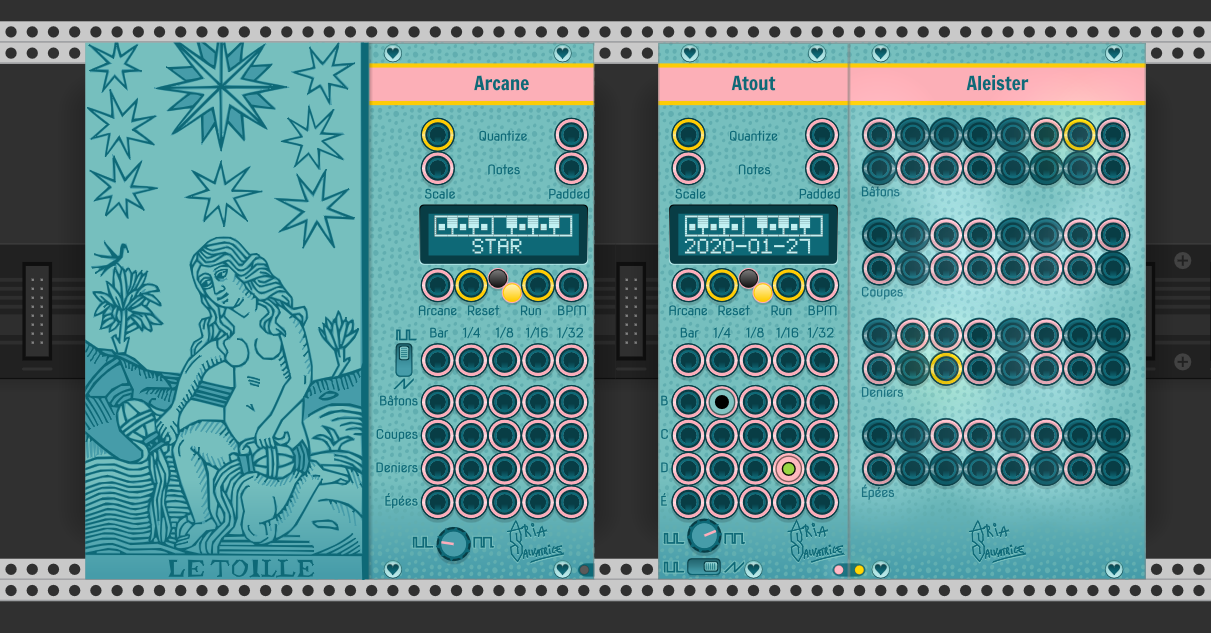 Arcane
Quantize
Notes
Scale Padded
STAR
Arcane Reset Run BPM
Bar 1/4 1/8 1/16 1/32
Bâtons
Coupes
Deniers
Épées
Aria
Salvatrice
LE TOILLE
Atout
Quantize
Notes
Scale Padded
2020-01-27
Arcane Reset Run BPM
Bar 1/4 1/8 1/16 1/32
B
C
D
É
Aria
Salvatrice
Aleister
Bâtons
Coupes
Deniers
Épées
Aria
Salvatrice